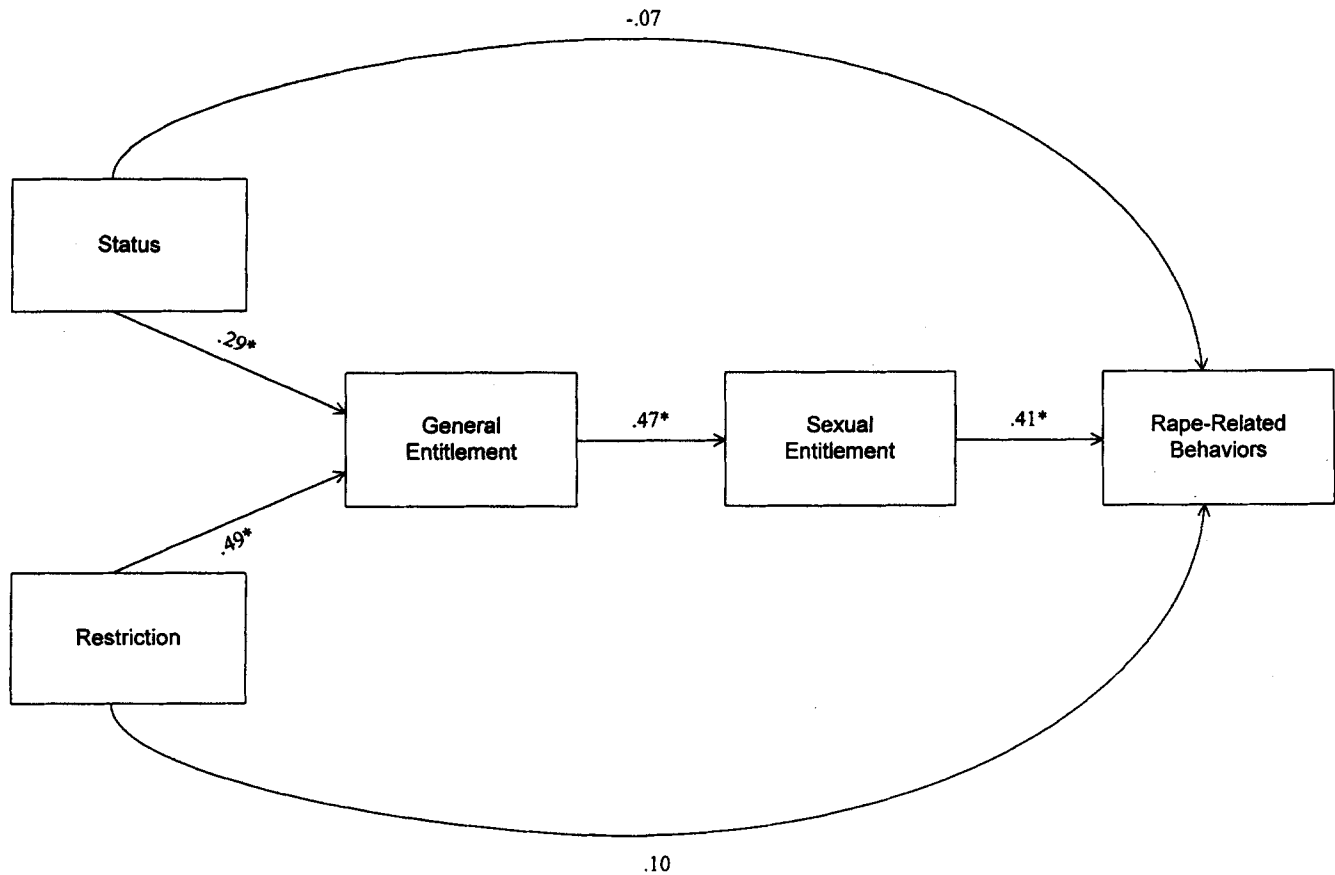 -.07
Status
.29*
General
Entitlement
.47*
Sexual
Entitlement
.41*
Rape-Related
Behaviors
.49*
Restriction
.10